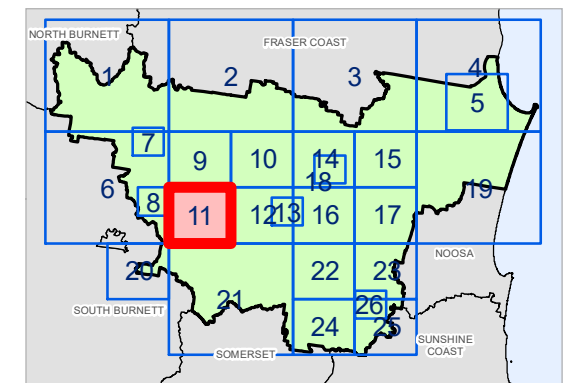 NORTH BURNETT
FRASER COAST
1 2 3 4
5
7
9 10 14 15
18
6 8 19
11 12 13 16 17
NOOSA
20 22 23
21 26
SOUTH BURNETT
24 25
SUNSHINE
COAST
SOMERSET